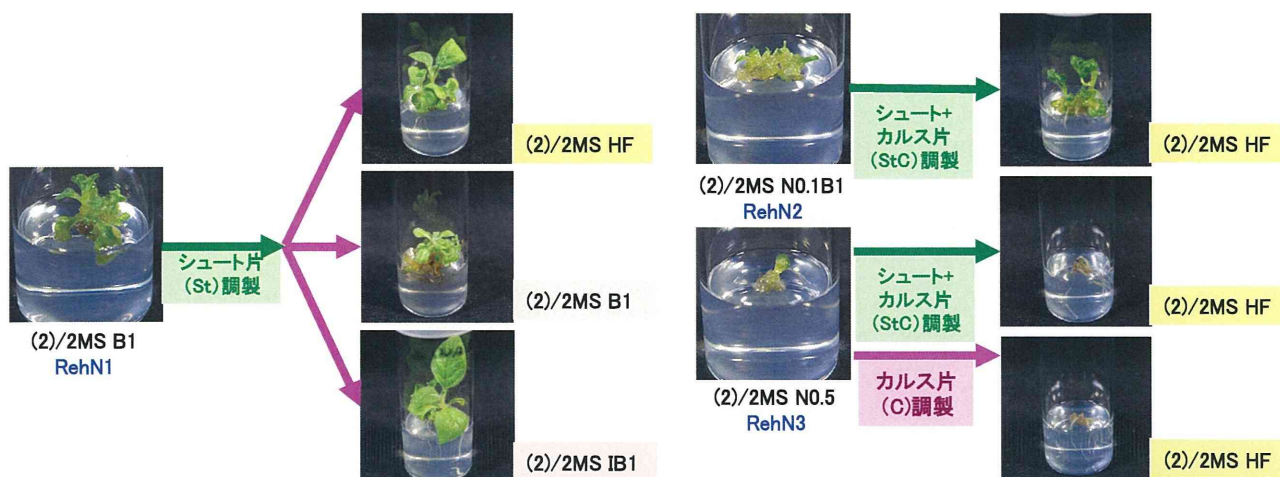 (2)/2MS HF
(2)/2MS B1
RehN1
シュート片
(St)調製
(2)/2MS B1
(2)/2MS IB1
(2)/2MS N0.1B1
RehN2
シュート+
カルス片
(StC)調製
(2)/2MS HF
(2)/2MS N0.5
RehN3
シュート+
カルス片
(StC)調製
(2)/2MS HF
カルス片
(C)調製
(2)/2MS HF